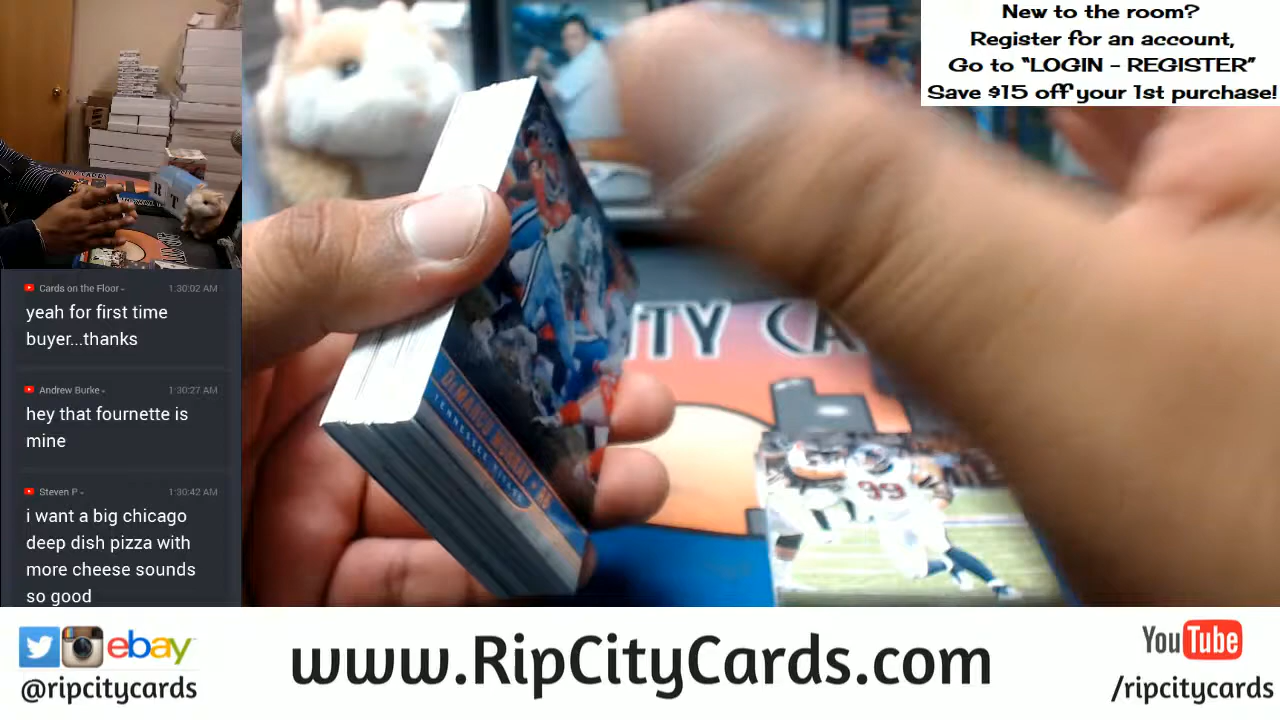 New to the room?
Register for an account,
Go to “LOGIN - REGISTER”
Save $15 off your 1st purchase!
Cards on the Floor -
1:30:02 AM
yeah for first time
buyer...thanks
Andrew Burke -
1:30:27 AM
hey that fournette is
mine
Steven P -
1:30:42 AM
i want a big chicago
deep dish pizza with
more cheese sounds
so good
DEMARCO MURRAY
TENNESSEE TITANS
ITY CA
99
R
T
ebay
@ripcitycards
www.RipCityCards.com
YouTube
/ripcitycards